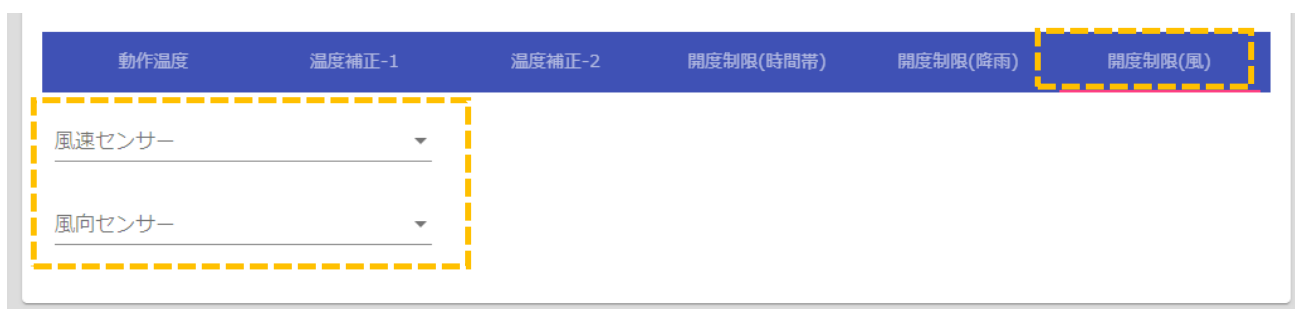 動作温度 温度補正-1 温度補正-2 開度制限(時間帯) 開度制限(降雨) 開度制限(風)
風速センサー
風向センサー